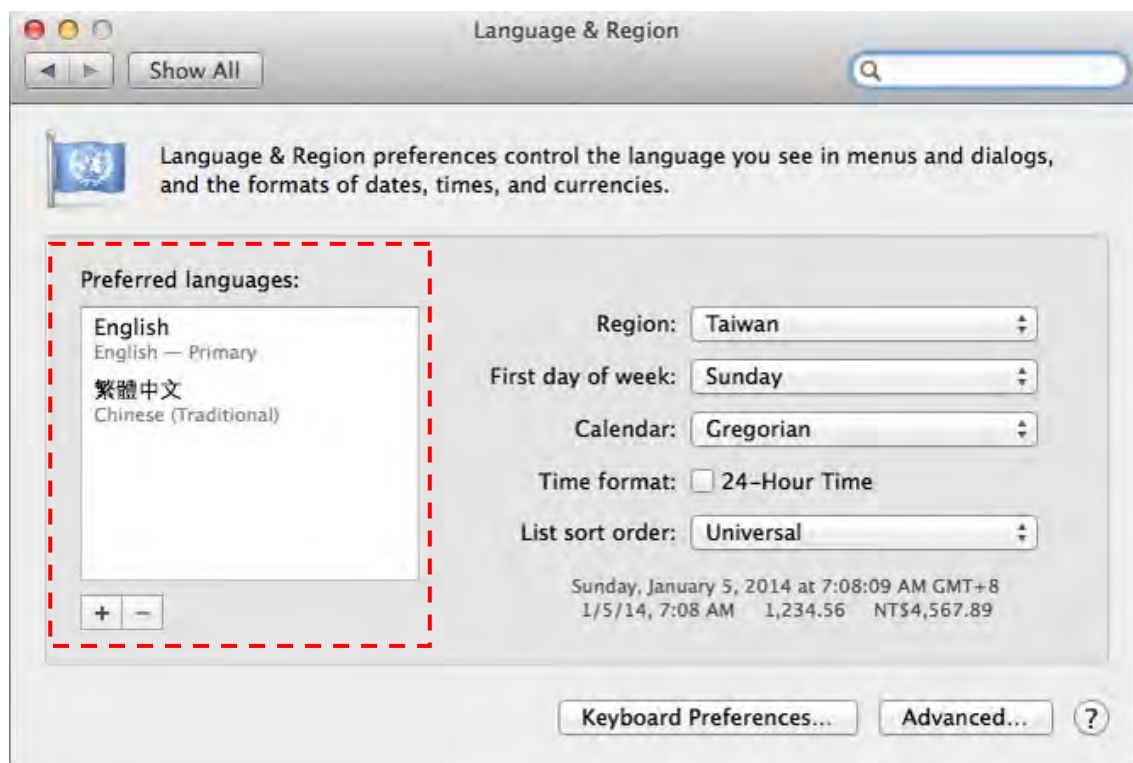 Language & Region
Show All
Language & Region preferences control the language you see in menus and dialogs,
and the formats of dates, times, and currencies.
Preferred languages:
English
English — Primary
繁體中文
Chinese (Traditional)
+ −
Region: Taiwan
First day of week: Sunday
Calendar: Gregorian
Time format: 24-Hour Time
List sort order: Universal
Sunday, January 5, 2014 at 7:08:09 AM GMT+8
1/5/14, 7:08 AM 1,234.56 NT$4,567.89
Keyboard Preferences... Advanced... ?